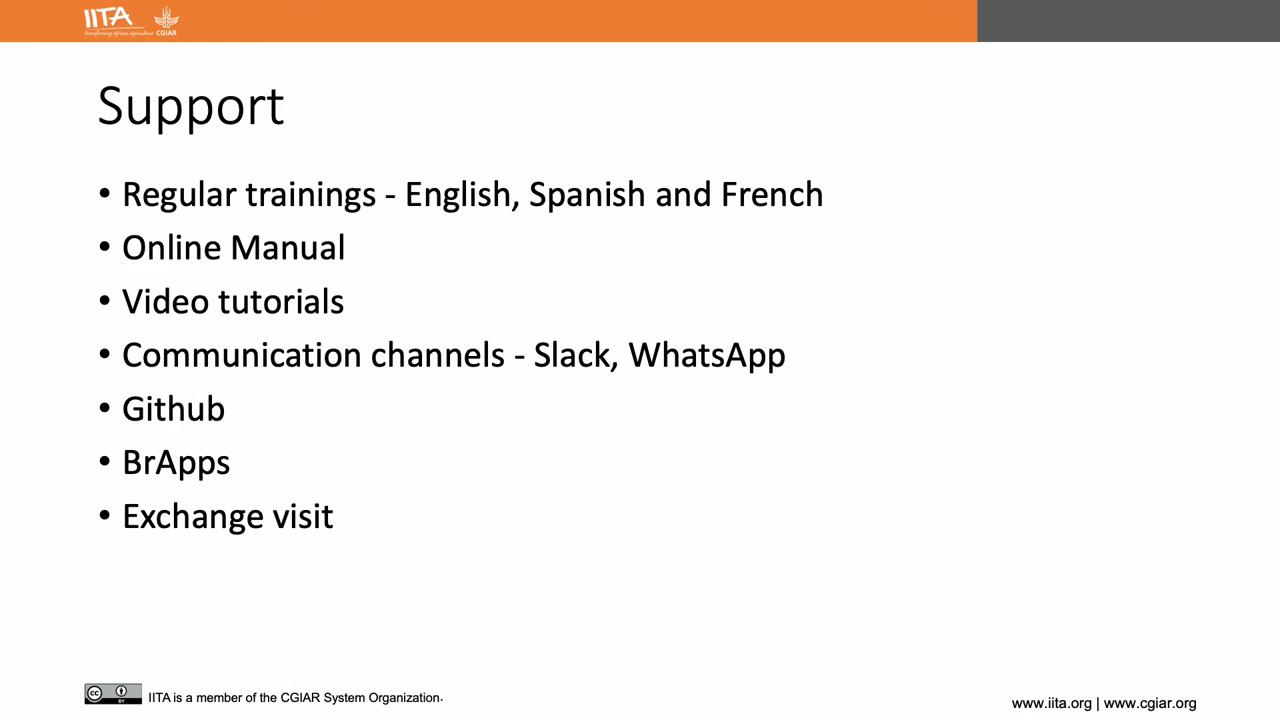 IITA
Transforming African Agriculture
CGIAR
Support
• Regular trainings - English, Spanish and French
• Online Manual
• Video tutorials
• Communication channels - Slack, WhatsApp
• Github
• BrApps
• Exchange visit
CC BY
IITA is a member of the CGIAR System Organization.
www.iita.org | www.cgiar.org